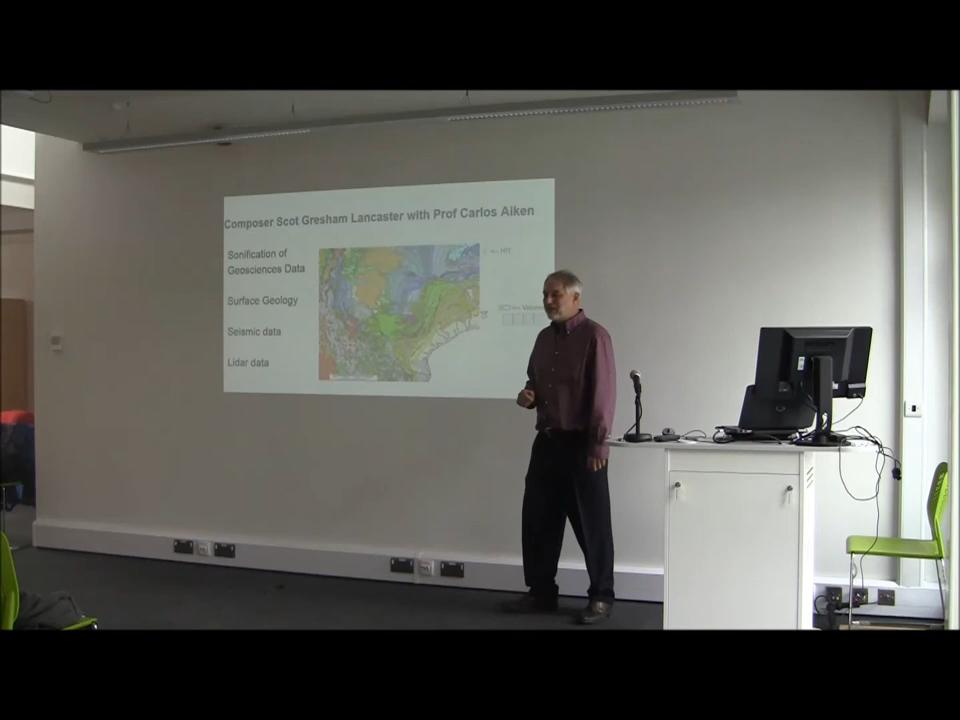 Composer Scot Gresham Lancaster with Prof Carlos Aiken
Sonification of
Geosciences Data
Surface Geology
Seismic data
Lidar data